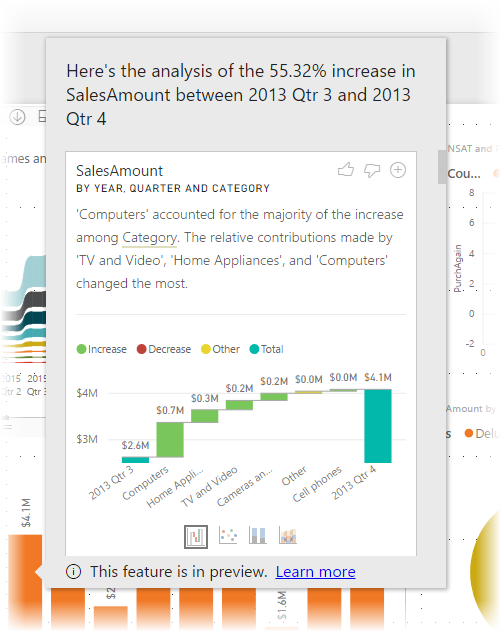 Here's the analysis of the 55.32% increase in
SalesAmount between 2013 Qtr 3 and 2013
Qtr 4
SalesAmount
BY YEAR, QUARTER AND CATEGORY
'Computers' accounted for the majority of the increase
among Category. The relative contributions made by
'TV and Video', 'Home Appliances', and 'Computers'
changed the most.
Increase Decrease Other Total
$4M
$3M
$2.6M
$0.7M
$0.3M
$0.2M
$0.2M
$0.0M
$0.0M
$4.1M
2013 Qtr 3
Computers
Home Appli...
TV and Video
Cameras an...
Other
Cell phones
2013 Qtr 4
This feature is in preview. Learn more
ames an
2015
Qtr 2
Qtr 3
$4.1M
$2
$1.6M
NSAT and
Cou...
PurchAgain
8
6
4
2
0
-2
0
Amount by
s
Delu